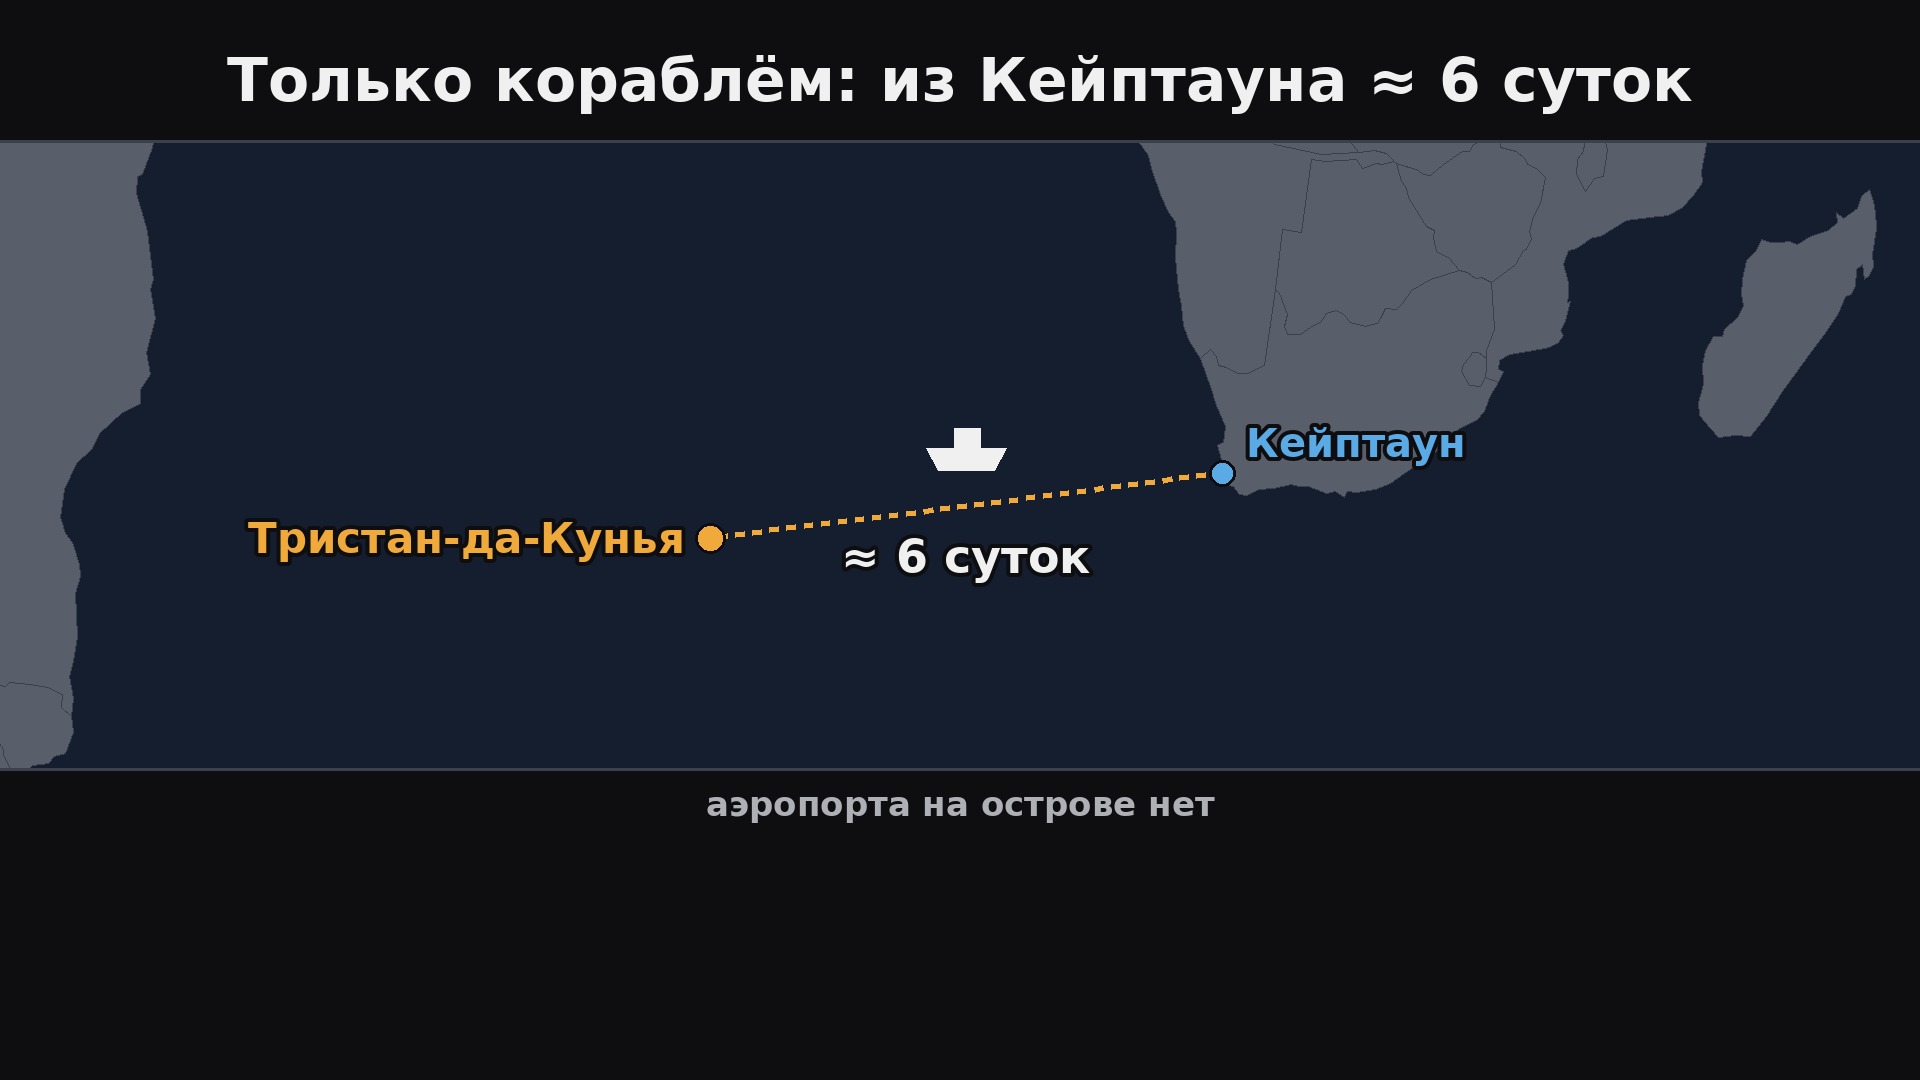 Только кораблём: из Кейптауна ≈ 6 суток
Кейптаун
Тристан-да-Кунья
≈ 6 суток
аэропорта на острове нет